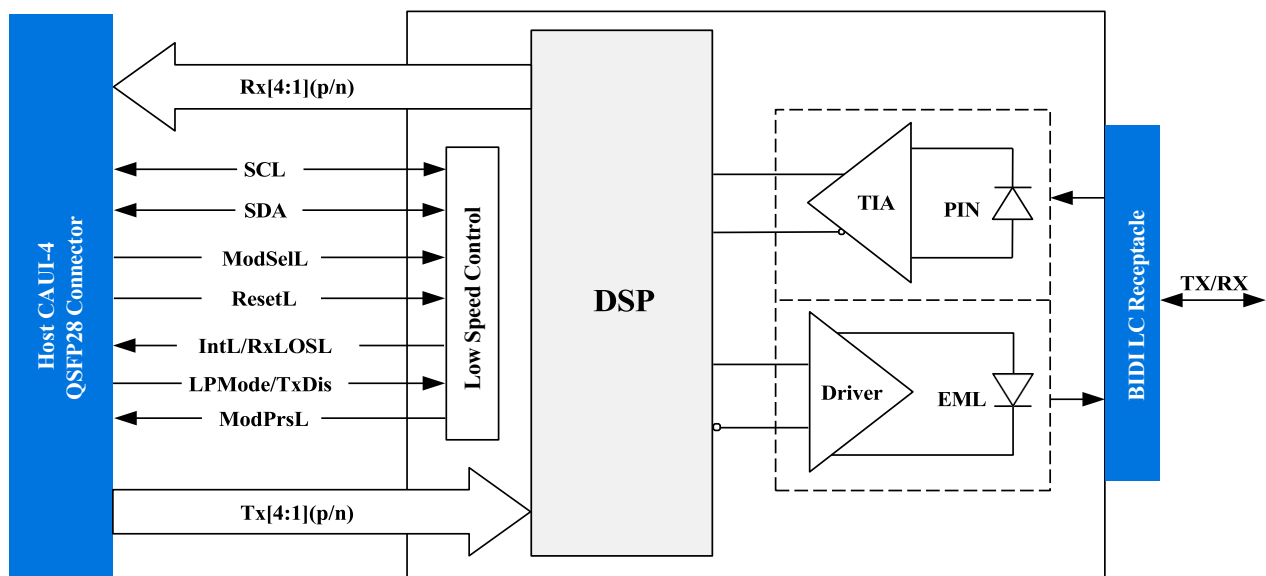 Host CAUI-4
QSFP28 Connector
Rx[4:1](p/n)
SCL
SDA
ModSelL
ResetL
IntL/RxLOSL
LPMode/TxDis
ModPrsL
Tx[4:1](p/n)
Low Speed Control
DSP
TIA
PIN
Driver
EML
BIDI LC Receptacle
TX/RX